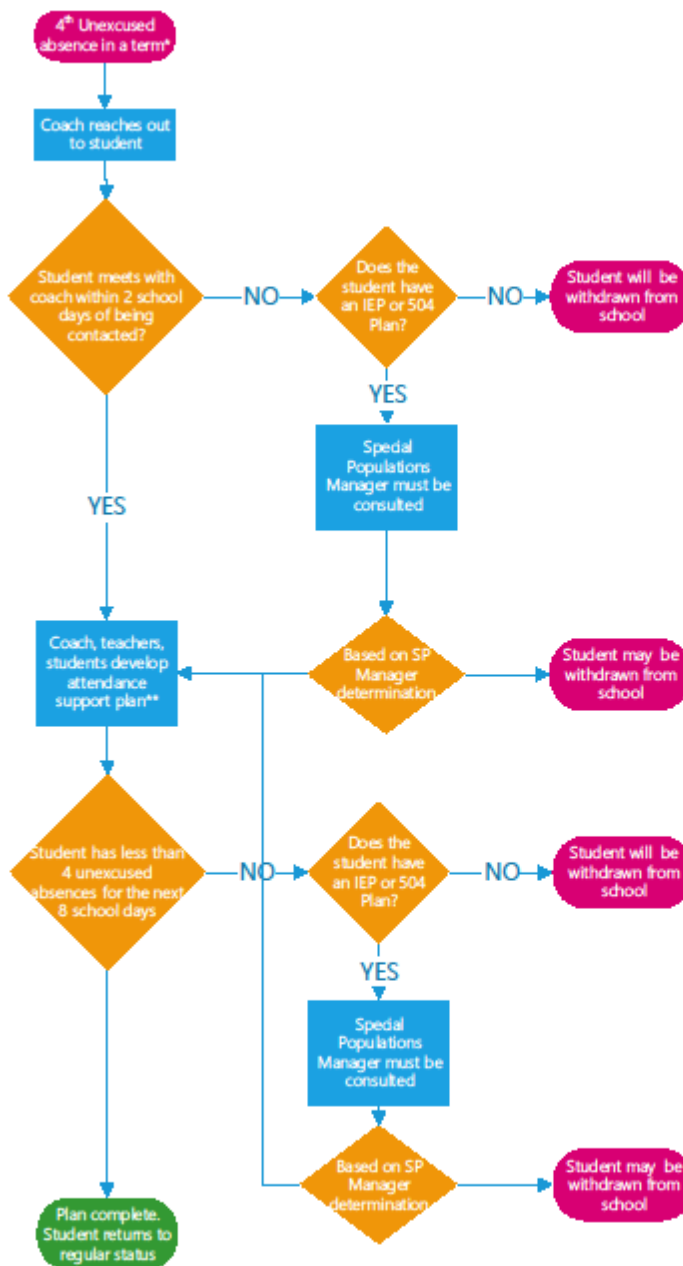 4th Unexcused
absence in a term*
Coach reaches out
to student
Student meets with
coach within 2 school
days of being
contacted?
NO
Does the
student have
an IEP or 504
Plan?
NO
Student will be
withdrawn from
school
YES
Special
Populations
Manager must be
consulted
YES
Coach, teachers,
students develop
attendance
support plan**
Based on SP
Manager
determination
Student may be
withdrawn from
school
Student has less than
4 unexcused
absences for the next
8 school days
NO
Does the
student have
an IEP or 504
Plan?
NO
Student will be
withdrawn from
school
YES
Special
Populations
Manager must be
consulted
Based on SP
Manager
determination
Student may be
withdrawn from
school
Plan complete.
Student returns to
regular status